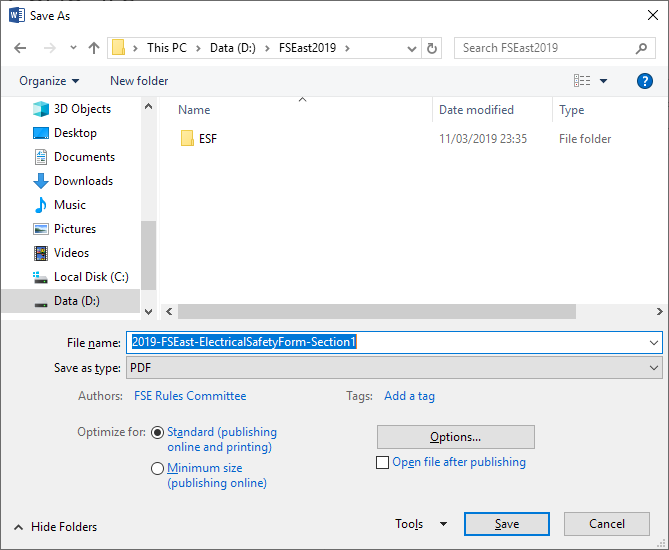 Save As
This PC > Data (D:) > FSEast2019 >
Search FSEast2019
Organize
New folder
?
3D Objects
Desktop
Documents
Downloads
Music
Pictures
Videos
Local Disk (C:)
Data (D:)
Name Date modified Type
ESF 11/03/2019 23:35 File folder
File name: 2019-FSEast-ElectricalSafetyForm-Section1
Save as type: PDF
Authors: FSE Rules Committee Tags: Add a tag
Optimize for: Standard (publishing
online and printing)
Minimum size
(publishing online)
Options...
Open file after publishing
Hide Folders
Tools
Save
Cancel